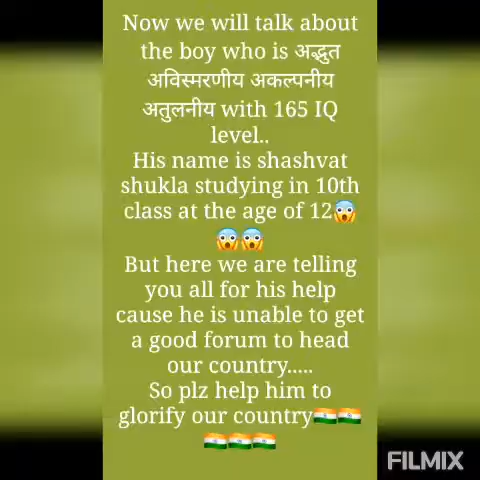 Now we will talk about
the boy who is अद्भुत
अविस्मरणीय अकल्पनीय
अतुलनीय with 165 IQ
level..
His name is shashvat
shukla studying in 10th
class at the age of 12😱
😱😱
But here we are telling
you all for his help
cause he is unable to get
a good forum to head
our country.....
So plz help him to
glorify our country🇮🇳🇮🇳
🇮🇳🇮🇳🇮🇳
FILMIX